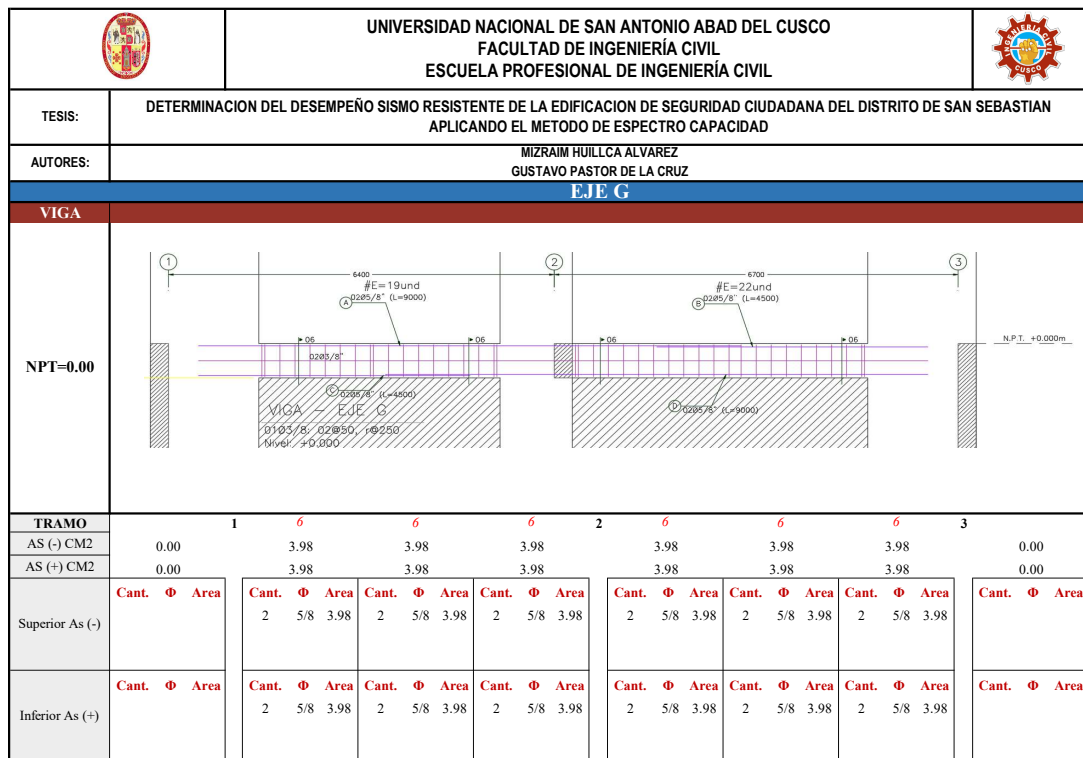 UNIVERSIDAD NACIONAL DE SAN ANTONIO ABAD DEL CUSCO
FACULTAD DE INGENIERÍA CIVIL
ESCUELA PROFESIONAL DE INGENIERÍA CIVIL
INGENIERIA CIVIL
CUSCO
TESIS:
DETERMINACION DEL DESEMPEÑO SISMO RESISTENTE DE LA EDIFICACION DE SEGURIDAD CIUDADANA DEL DISTRITO DE SAN SEBASTIAN
APLICANDO EL METODO DE ESPECTRO CAPACIDAD
AUTORES:
MIZRAIM HUILLCA ALVAREZ
GUSTAVO PASTOR DE LA CRUZ
EJE G
VIGA
NPT=0.00
1 2 3
6400 6700
#E=19und #E=22und
A 02Ø5/8" (L=9000) B 02Ø5/8" (L=4500)
06 06 06 06
N.P.T. +0.000m
02Ø3/8"
C 02Ø5/8" (L=4500) D 02Ø5/8" (L=9000)
VIGA - EJE G
01Ø3/8: 02@50, r@250
Nivel: +0.000
TRAMO 1 6 6 6 2 6 6 6 3
AS (-) CM2 0.00 3.98 3.98 3.98 3.98 3.98 3.98 0.00
AS (+) CM2 0.00 3.98 3.98 3.98 3.98 3.98 3.98 0.00
Cant. Φ Area Cant. Φ Area Cant. Φ Area Cant. Φ Area Cant. Φ Area Cant. Φ Area Cant. Φ Area Cant. Φ Area
Superior As (-) 2 5/8 3.98 2 5/8 3.98 2 5/8 3.98 2 5/8 3.98 2 5/8 3.98 2 5/8 3.98
Cant. Φ Area Cant. Φ Area Cant. Φ Area Cant. Φ Area Cant. Φ Area Cant. Φ Area Cant. Φ Area Cant. Φ Area
Inferior As (+) 2 5/8 3.98 2 5/8 3.98 2 5/8 3.98 2 5/8 3.98 2 5/8 3.98 2 5/8 3.98